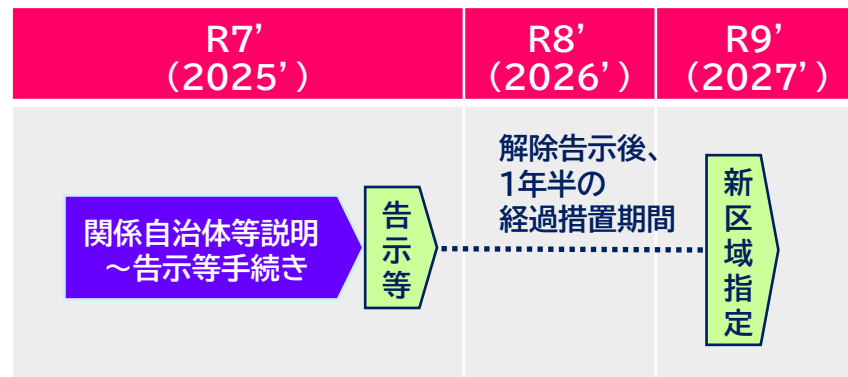 R7’
（2025’）
R8’
（2026’）
R9’
（2027’）
関係自治体等説明
～告示等手続き
告示等
解除告示後、
1年半の
経過措置期間
新区域指定